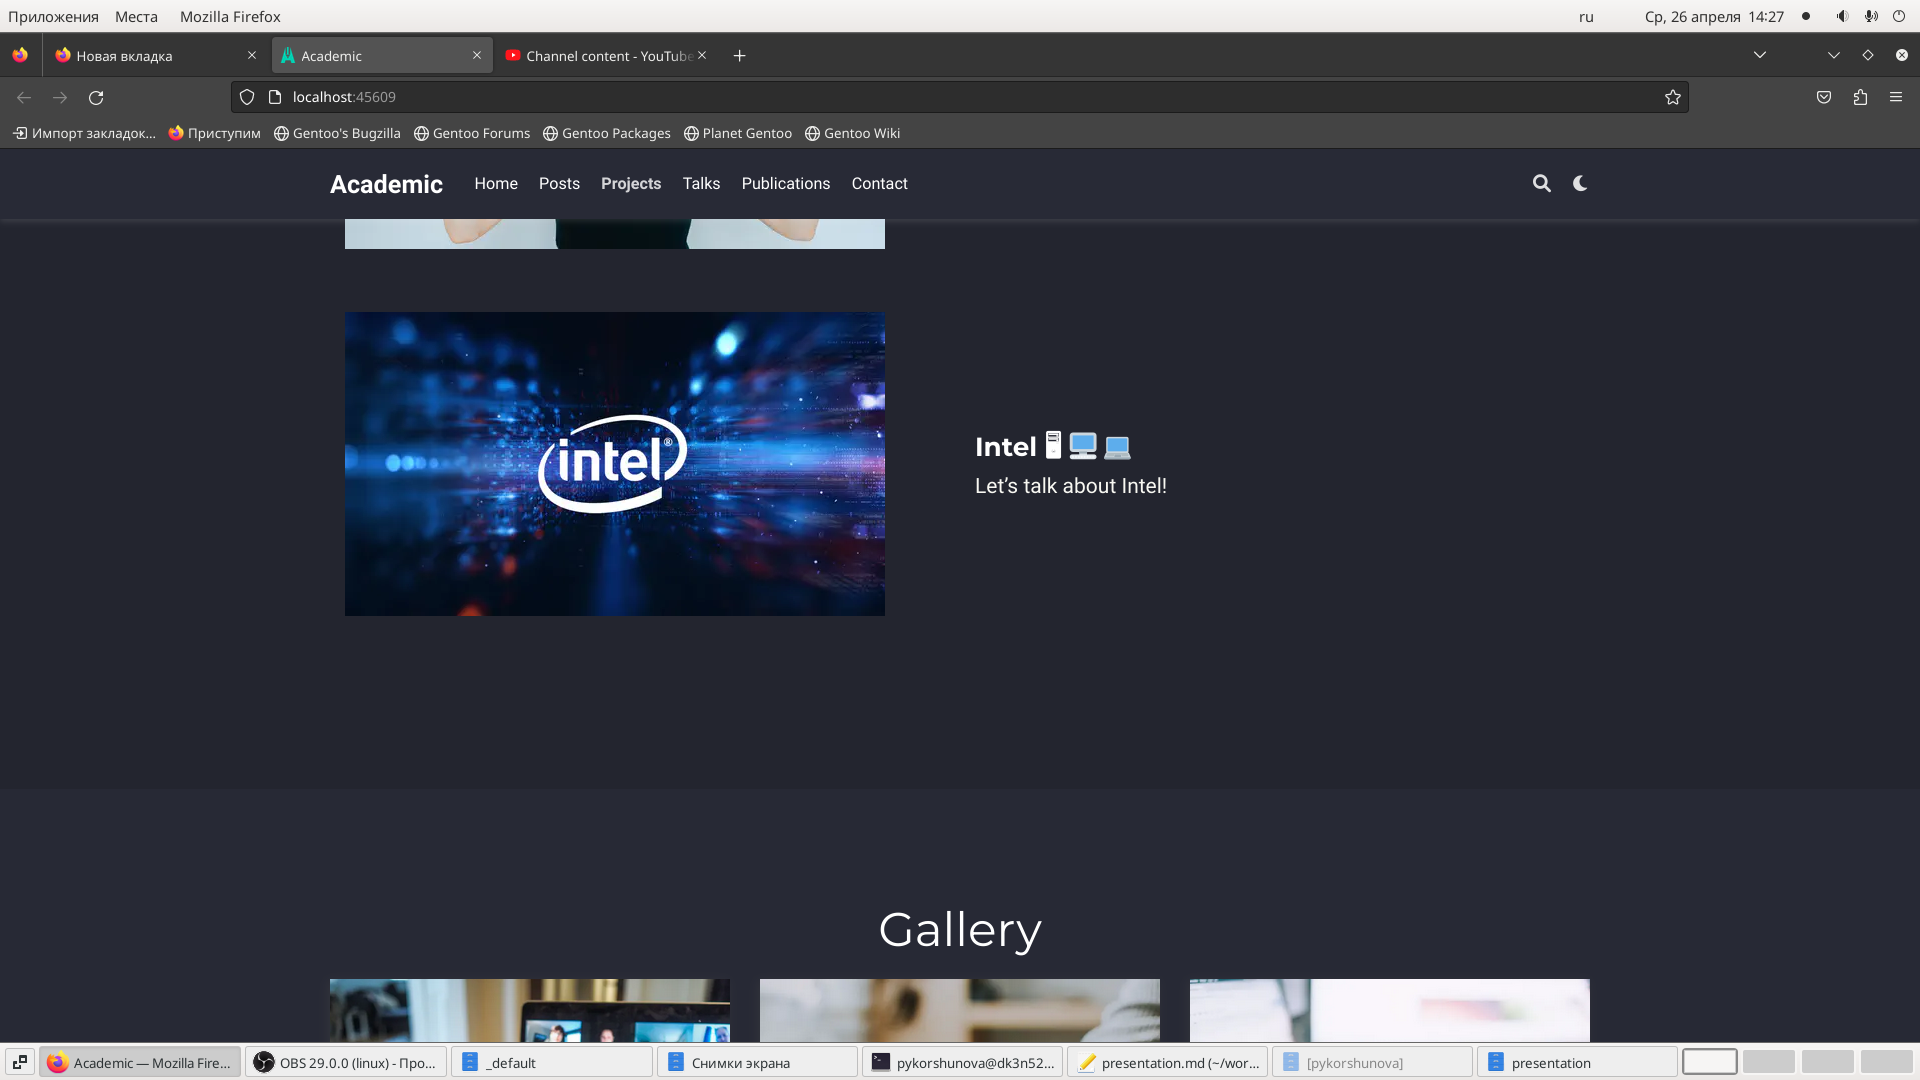 Приложения Места Mozilla Firefox ru Ср, 26 апреля 14:27
Новая вкладка Academic Channel content - YouTube
localhost:45609
Импорт закладок... Приступим Gentoo's Bugzilla Gentoo Forums Gentoo Packages Planet Gentoo Gentoo Wiki
Academic Home Posts Projects Talks Publications Contact
intel®
Intel
Let’s talk about Intel!
Gallery
Academic — Mozilla Fire... OBS 29.0.0 (linux) - Про... _default Снимки экрана pykorshunova@dk3n52... presentation.md (~/wor... [pykorshunova] presentation